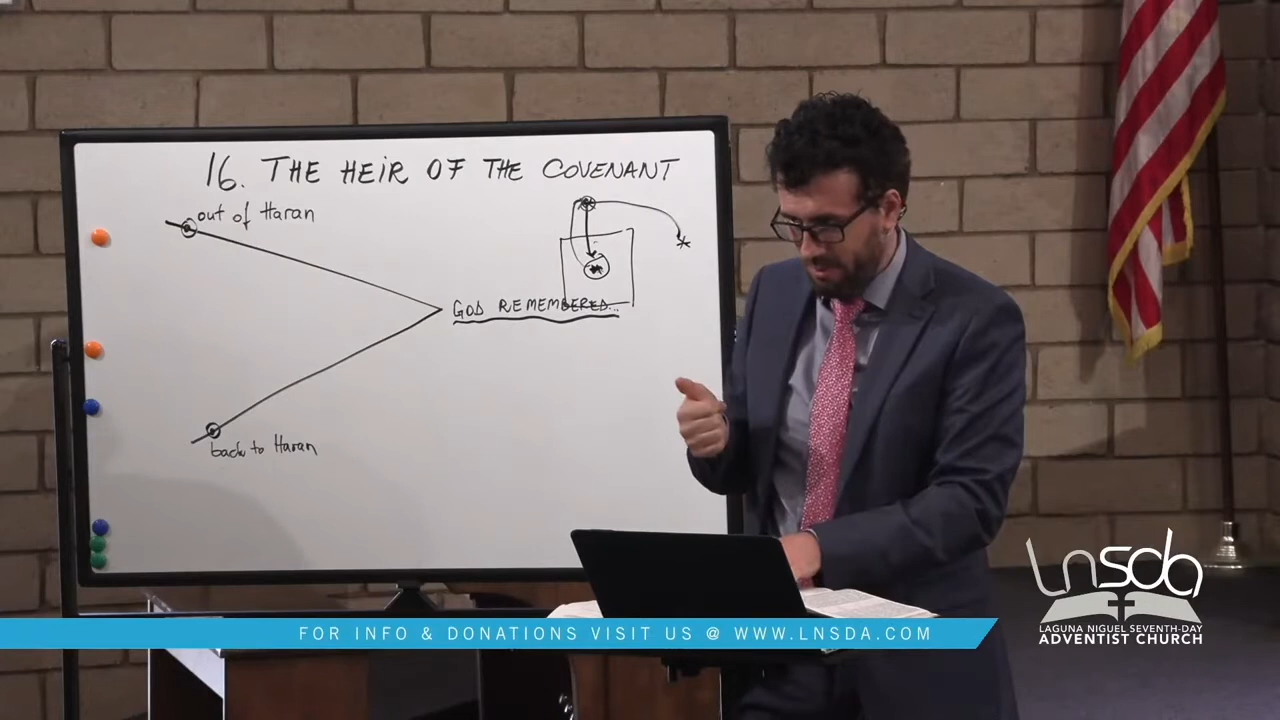 16. THE HEIR OF THE COVENANT
out of Haran
GOD REMEMBERED...
back to Haran
FOR INFO & DONATIONS VISIT US @ WWW.LNSDA.COM
LNSDA
LAGUNA NIGUEL SEVENTH-DAY
ADVENTIST CHURCH